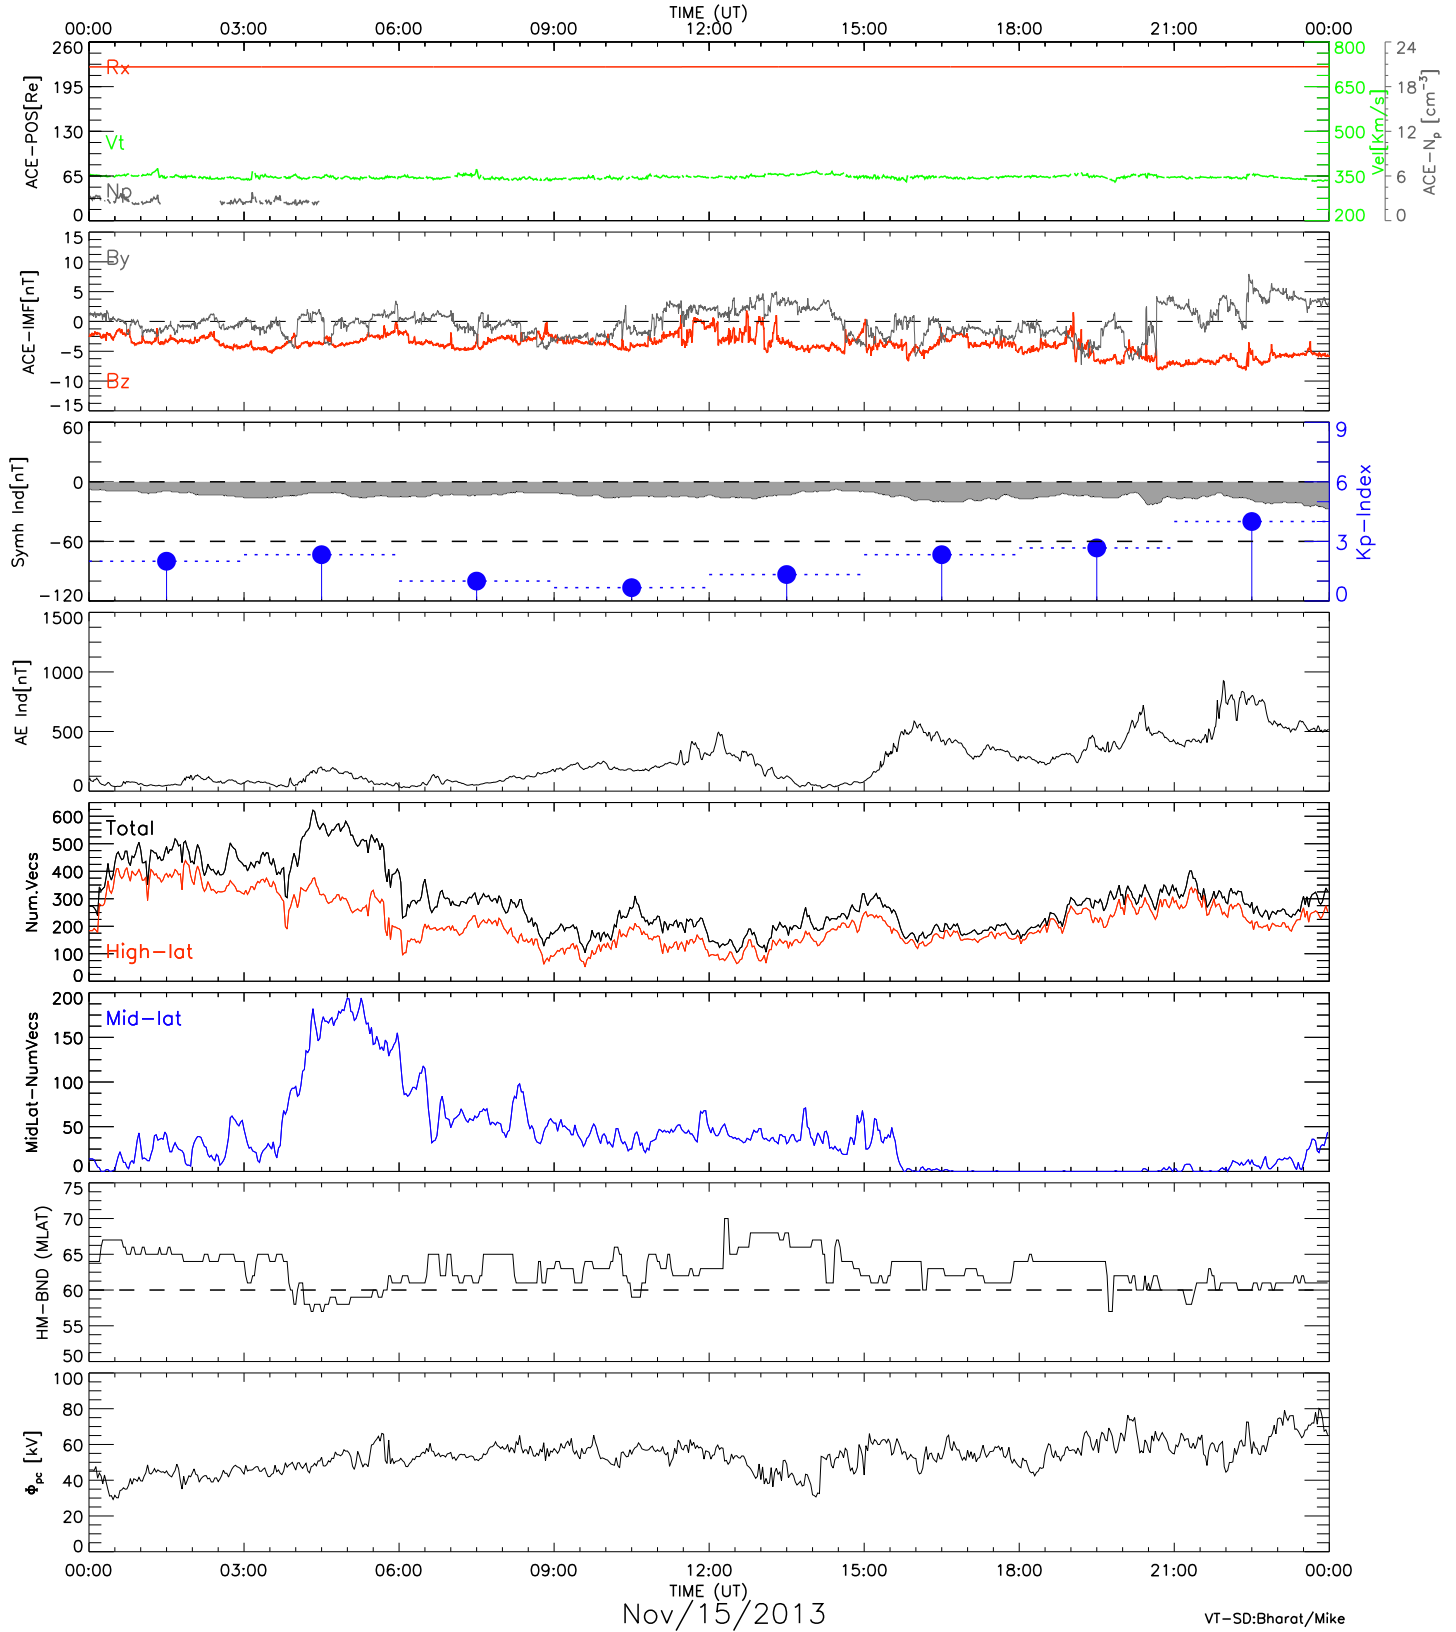 TIME (UT)
00:00 03:00 06:00 09:00 12:00 15:00 18:00 21:00 00:00
ACE-POS[Re]
260
195
130
65
0
Rx
Vt
Np
800
650
500
350
200
Vel[Km/s]
24
18
12
6
0
ACE-Np [cm⁻³]
ACE-IMF[nT]
15
10
5
0
-5
-10
-15
By
Bz
Symh Ind[nT]
60
0
-60
-120
9
6
3
0
Kp-Index
AE Ind[nT]
1500
1000
500
0
Num.Vecs
600
500
400
300
200
100
0
Total
High-lat
MidLat-NumVecs
200
150
100
50
0
Mid-lat
HM-BND (MLAT)
75
70
65
60
55
50
Φpc [kV]
100
80
60
40
20
0
00:00 03:00 06:00 09:00 12:00 15:00 18:00 21:00 00:00
TIME (UT)
Nov/15/2013
VT-SD:Bharat/Mike